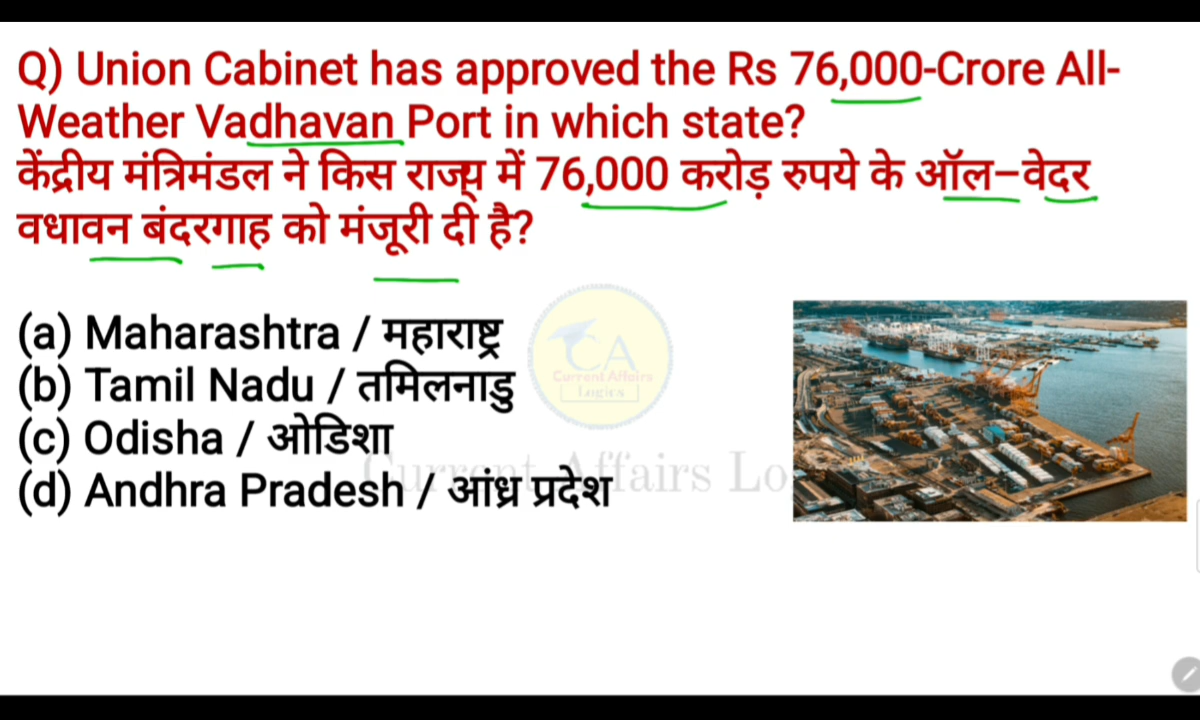 Q) Union Cabinet has approved the Rs 76,000-Crore All-
Weather Vadhavan Port in which state?
केंद्रीय मंत्रिमंडल ने किस राज्य में 76,000 करोड़ रुपये के ऑल-वेदर
वधावन बंदरगाह को मंजूरी दी है?
(a) Maharashtra / महाराष्ट्र
(b) Tamil Nadu / तमिलनाडु
(c) Odisha / ओडिशा
(d) Andhra Pradesh / आंध्र प्रदेश
CA
Current Affairs
Logics
Current Affairs Lo